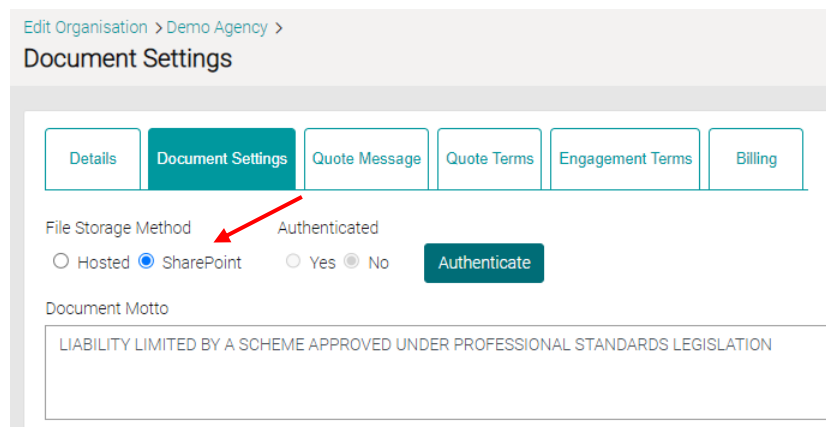 Edit Organisation > Demo Agency >
Document Settings
Details Document Settings Quote Message Quote Terms Engagement Terms Billing
File Storage Method Authenticated
Hosted SharePoint Yes No Authenticate
Document Motto
LIABILITY LIMITED BY A SCHEME APPROVED UNDER PROFESSIONAL STANDARDS LEGISLATION